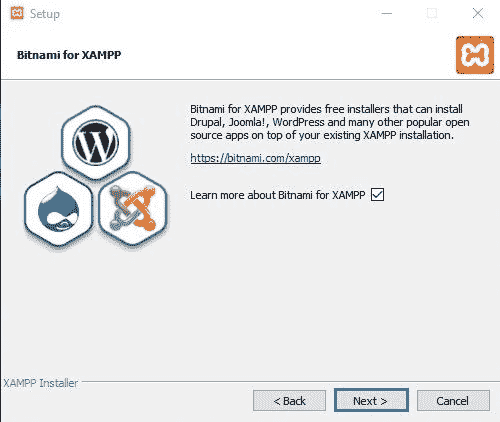 Setup
Bitnami for XAMPP
Bitnami for XAMPP provides free installers that can install
Drupal, Joomla!, WordPress and many other popular open
source apps on top of your existing XAMPP installation.
https://bitnami.com/xampp
Learn more about Bitnami for XAMPP
XAMPP Installer
< Back
Next >
Cancel